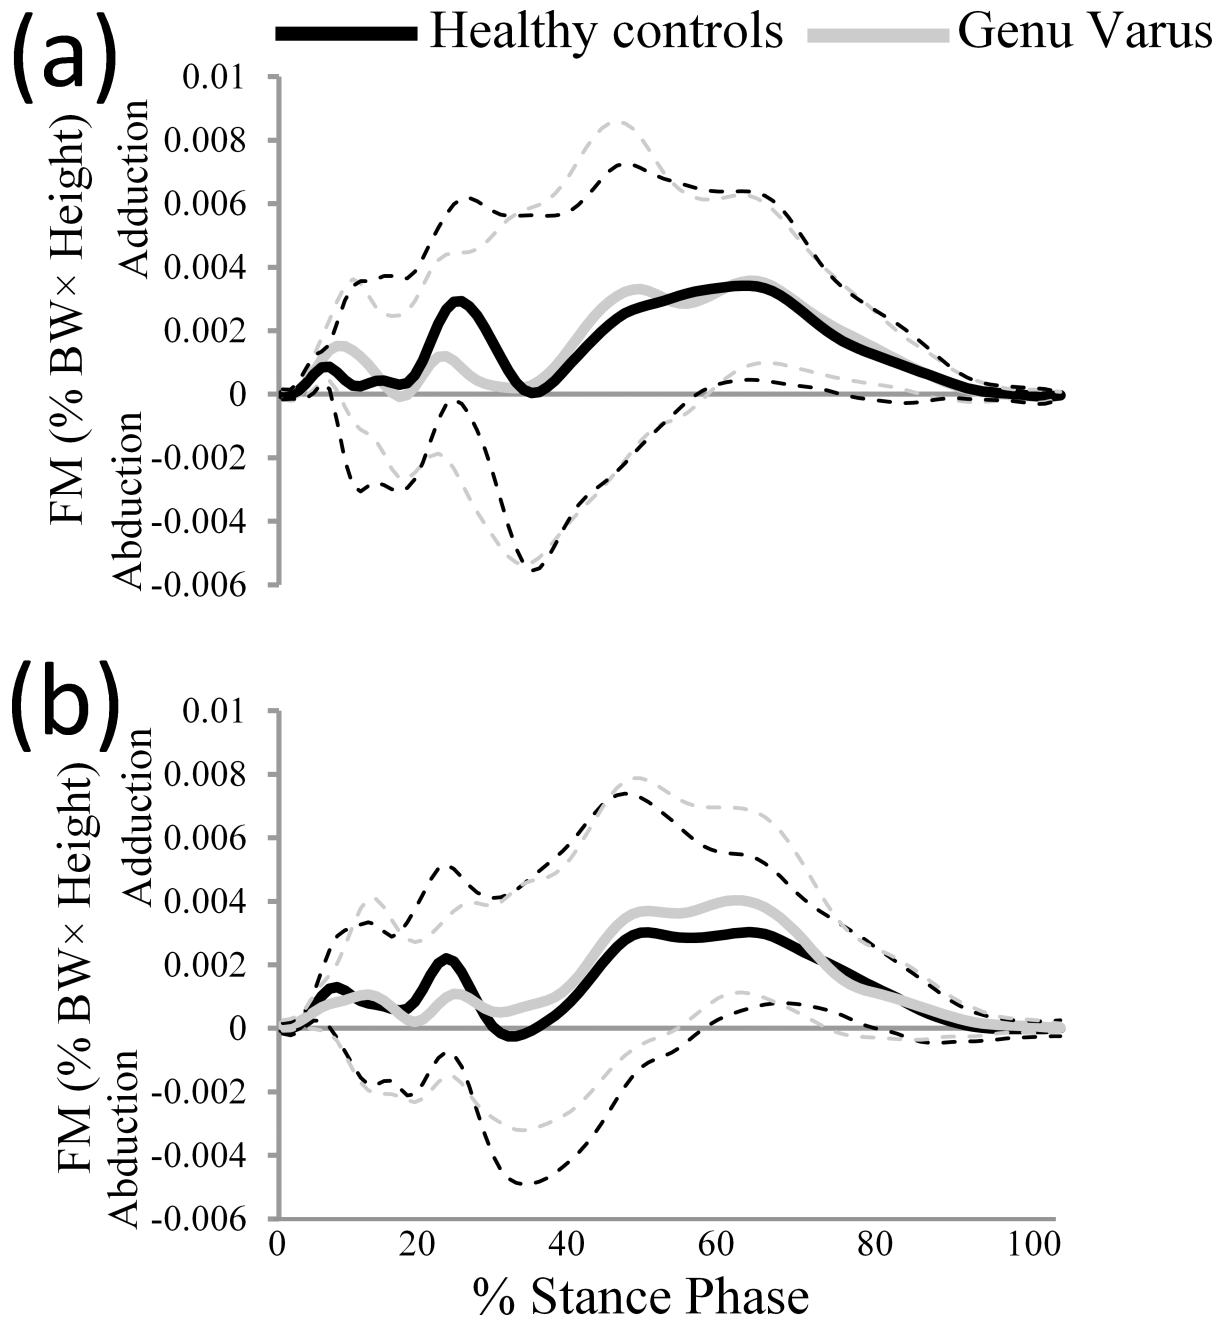 (a)
Healthy controls
Genu Varus
FM (% BW× Height)
Abduction
Adduction
0.01
0.008
0.006
0.004
0.002
0
-0.002
-0.004
-0.006
(b)
FM (% BW× Height)
Abduction
Adduction
0.01
0.008
0.006
0.004
0.002
0
-0.002
-0.004
-0.006
0 20 40 60 80 100
% Stance Phase